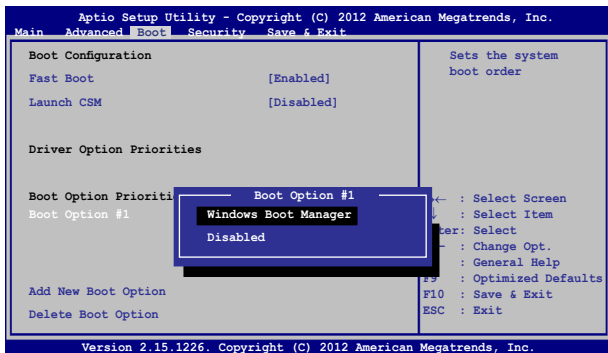 Aptio Setup Utility - Copyright (C) 2012 American Megatrends, Inc.
Main Advanced Boot Security Save & Exit
Boot Configuration
Fast Boot [Enabled]
Launch CSM [Disabled]
Driver Option Priorities
Boot Option Prioriti
Boot Option #1
Boot Option #1
Windows Boot Manager
Disabled
Add New Boot Option
Delete Boot Option
Sets the system
boot order
← : Select Screen
: Select Item
ter: Select
: Change Opt.
: General Help
F9 : Optimized Defaults
F10 : Save & Exit
ESC : Exit
Version 2.15.1226. Copyright (C) 2012 American Megatrends, Inc.